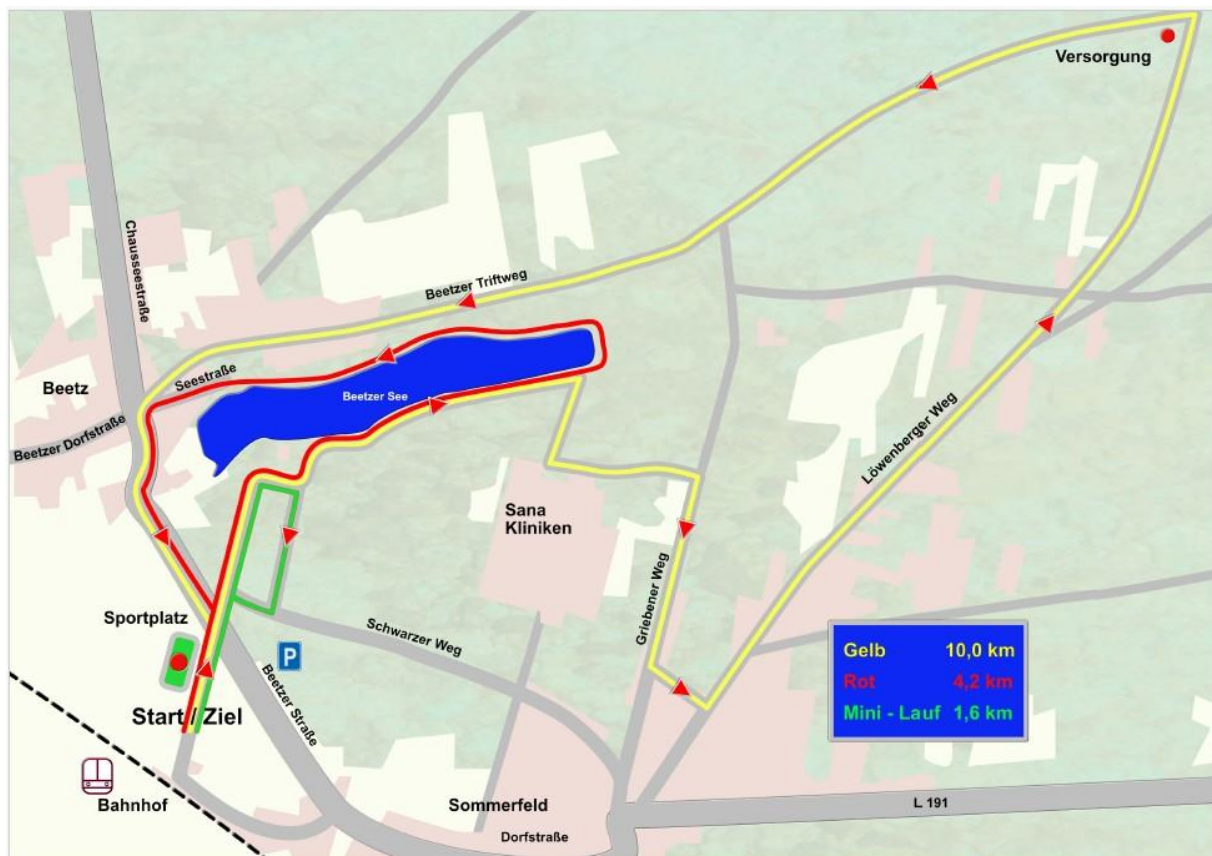 Versorgung
Chausseestraße
Beetzer Triftweg
Seestraße
Beetz
Beetzer See
Beetzer Dorfstraße
Löwenberger Weg
Sana
Kliniken
Griebener Weg
Sportplatz
Schwarzer Weg
P
Beetzer Straße
Start / Ziel
Gelb 10,0 km
Rot 4,2 km
Mini - Lauf 1,6 km
Bahnhof
Sommerfeld
L 191
Dorfstraße